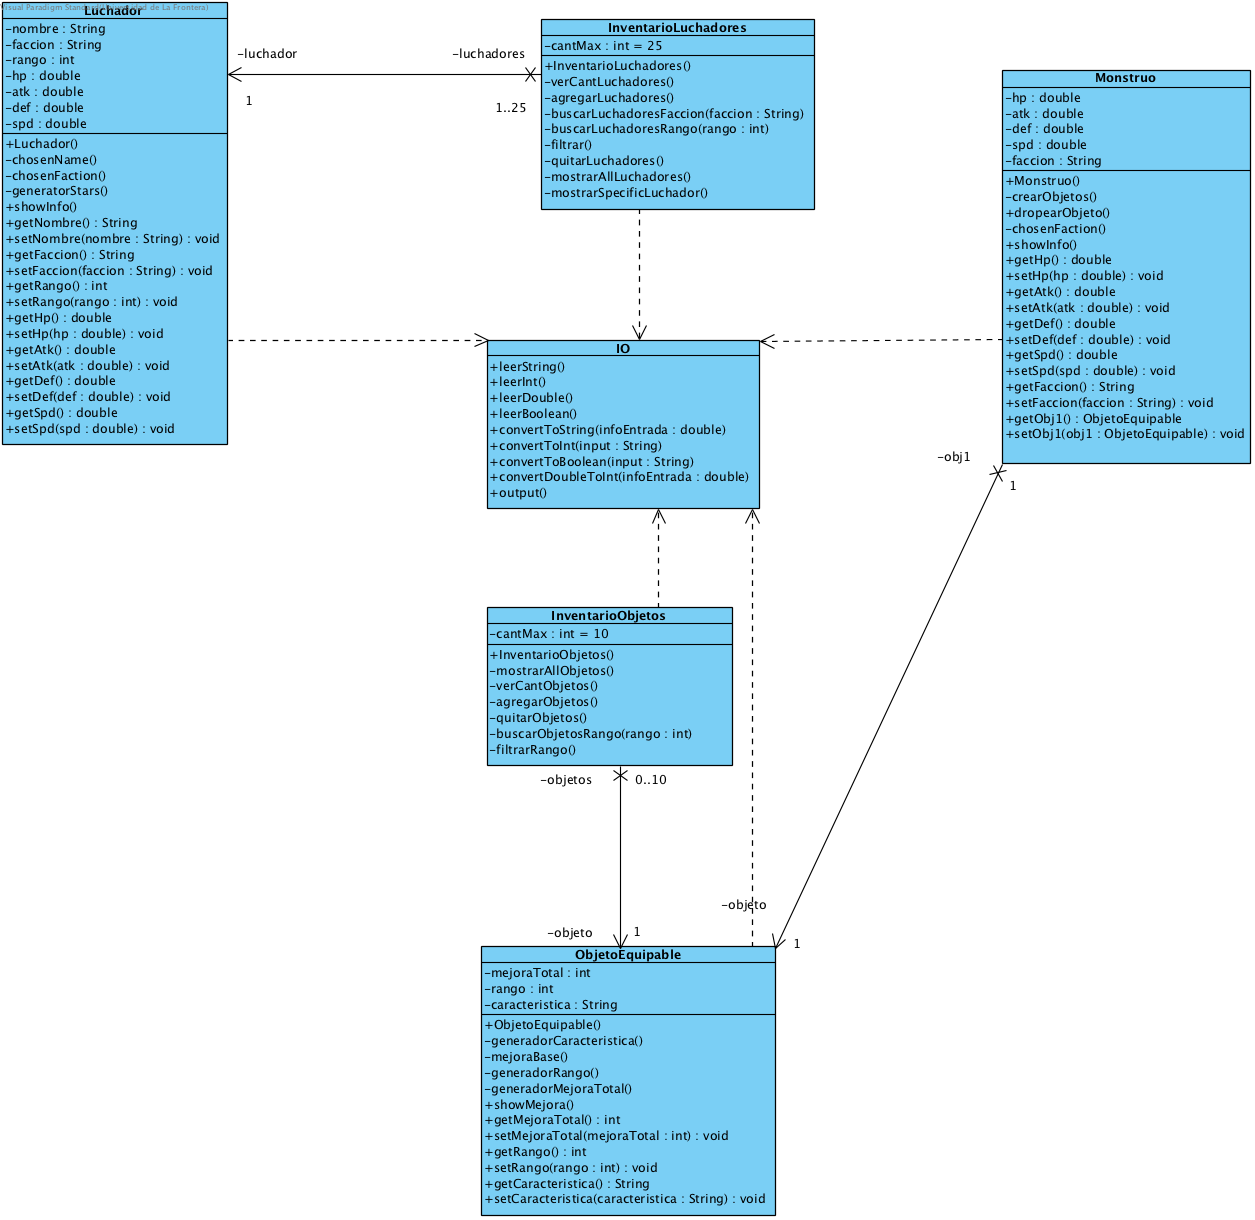 Visual Paradigm Standard(Universidad de La Frontera)
Luchador
-nombre : String
-faccion : String
-rango : int
-hp : double
-atk : double
-def : double
-spd : double
+Luchador()
-chosenName()
-chosenFaction()
-generatorStars()
+showInfo()
+getNombre() : String
+setNombre(nombre : String) : void
+getFaccion() : String
+setFaccion(faccion : String) : void
+getRango() : int
+setRango(rango : int) : void
+getHp() : double
+setHp(hp : double) : void
+getAtk() : double
+setAtk(atk : double) : void
+getDef() : double
+setDef(def : double) : void
+getSpd() : double
+setSpd(spd : double) : void
-luchador
1
-luchadores
1..25
InventarioLuchadores
-cantMax : int = 25
+InventarioLuchadores()
-verCantLuchadores()
-agregarLuchadores()
-buscarLuchadoresFaccion(faccion : String)
-buscarLuchadoresRango(rango : int)
-filtrar()
-quitarLuchadores()
-mostrarAllLuchadores()
-mostrarSpecificLuchador()
Monstruo
-hp : double
-atk : double
-def : double
-spd : double
-faccion : String
+Monstruo()
-crearObjetos()
+dropearObjeto()
-chosenFaction()
+showInfo()
+getHp() : double
+setHp(hp : double) : void
+getAtk() : double
+setAtk(atk : double) : void
+getDef() : double
+setDef(def : double) : void
+getSpd() : double
+setSpd(spd : double) : void
+getFaccion() : String
+setFaccion(faccion : String) : void
+getObj1() : ObjetoEquipable
+setObj1(obj1 : ObjetoEquipable) : void
-obj1
1
IO
+leerString()
+leerInt()
+leerDouble()
+leerBoolean()
+convertToString(infoEntrada : double)
+convertToInt(input : String)
+convertToBoolean(input : String)
+convertDoubleToInt(infoEntrada : double)
+output()
InventarioObjetos
-cantMax : int = 10
+InventarioObjetos()
-mostrarAllObjetos()
-verCantObjetos()
-agregarObjetos()
-quitarObjetos()
-buscarObjetosRango(rango : int)
-filtrarRango()
-objetos
0..10
-objeto
1
-objeto
1
ObjetoEquipable
-mejoraTotal : int
-rango : int
-caracteristica : String
+ObjetoEquipable()
-generadorCaracteristica()
-mejoraBase()
-generadorRango()
-generadorMejoraTotal()
+showMejora()
+getMejoraTotal() : int
+setMejoraTotal(mejoraTotal : int) : void
+getRango() : int
+setRango(rango : int) : void
+getCaracteristica() : String
+setCaracteristica(caracteristica : String) : void